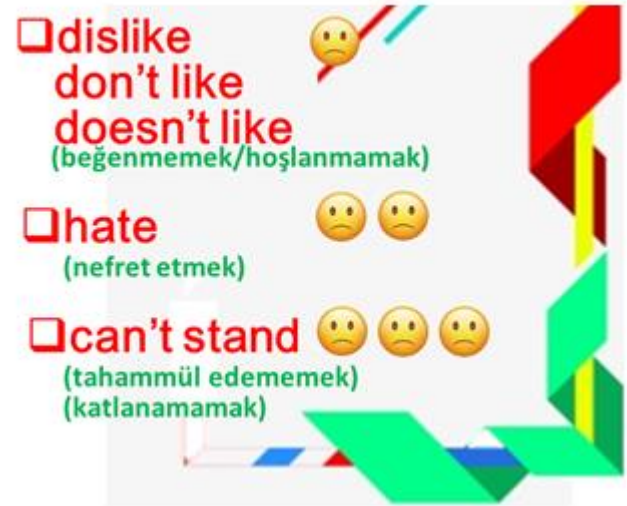 ❑dislike
don't like
doesn't like
(beğenmemek/hoşlanmamak)
❑hate
(nefret etmek)
❑can't stand
(tahammül edememek)
(katlanamamak)